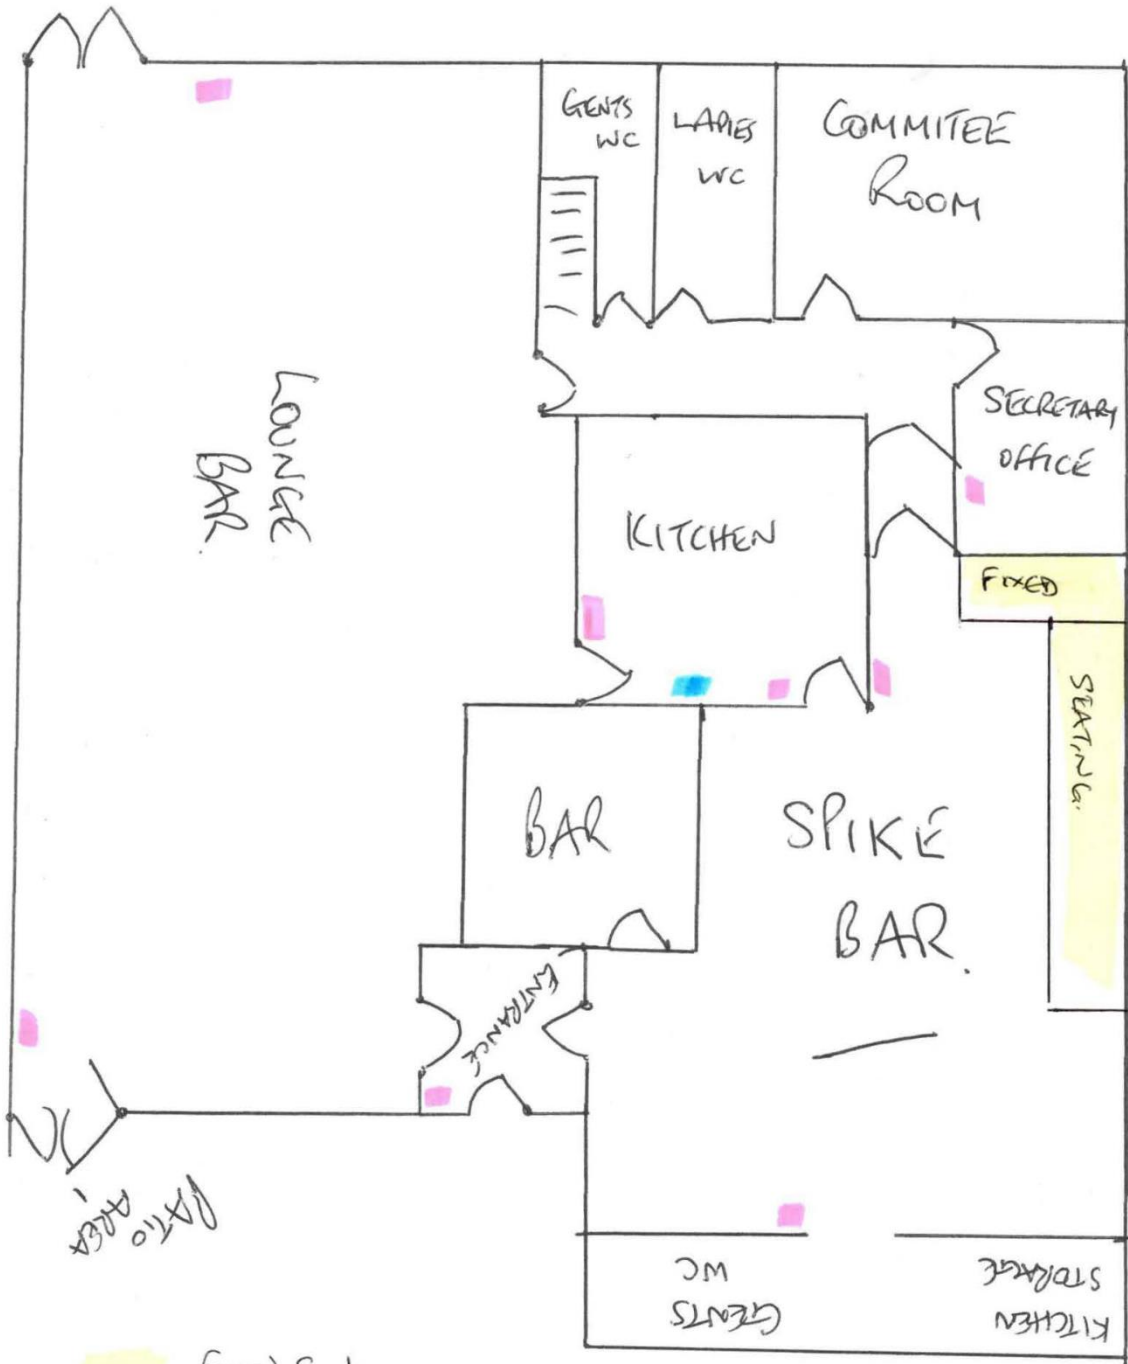 GENTS
WC
LADIES
WC
COMMITEE
ROOM
SECRETARY
OFFICE
LOUNGE
BAR.
KITCHEN
FIXED
SEATING.
BAR
SPIKE
BAR.
ENTRANCE
PATIO
AREA
GENTS
WC
KITCHEN
STORAGE